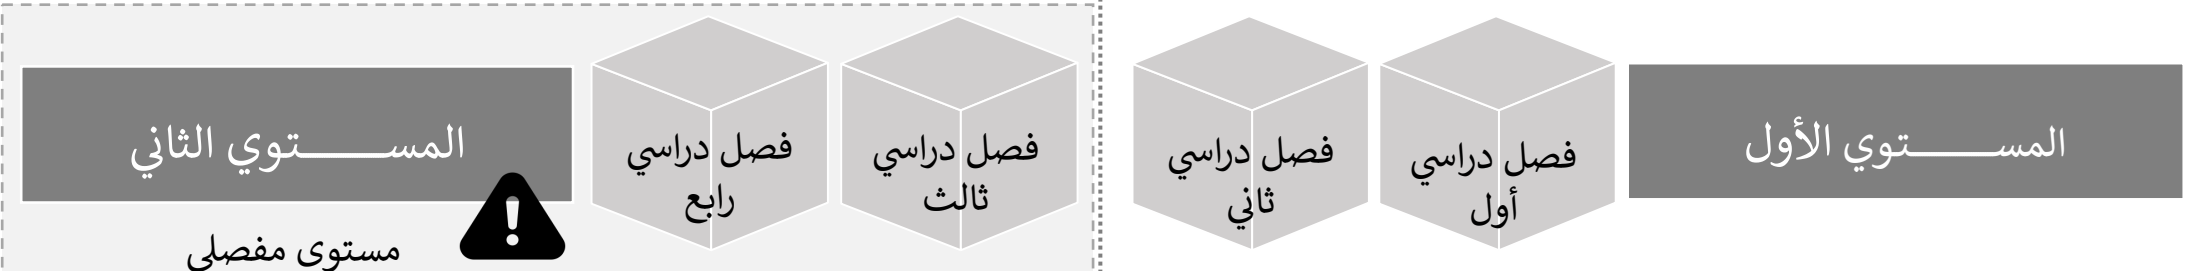 المســـــــتوي الأول
فصل دراسي
أول
فصل دراسي
ثاني
فصل دراسي
ثالث
فصل دراسي
رابع
المســـــــتوي الثاني
مستوى مفصلي